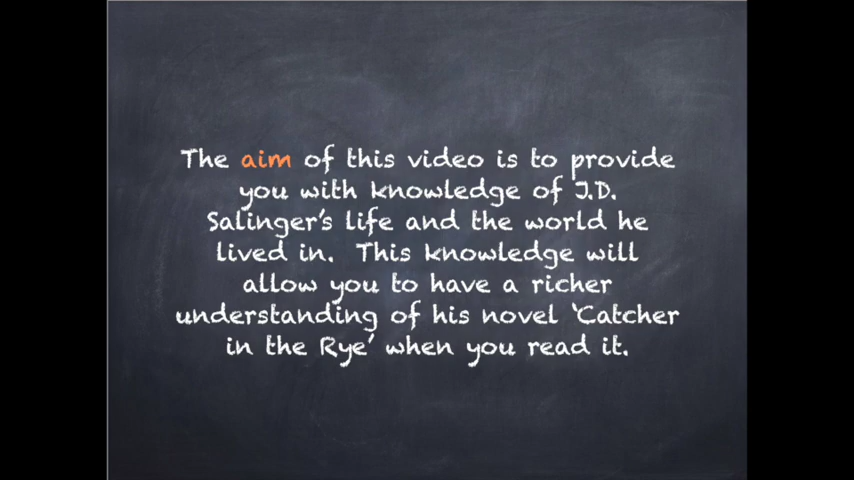 The aim of this video is to provide
you with knowledge of J.D.
Salinger's life and the world he
lived in.  This knowledge will
allow you to have a richer
understanding of his novel 'Catcher
in the Rye' when you read it.